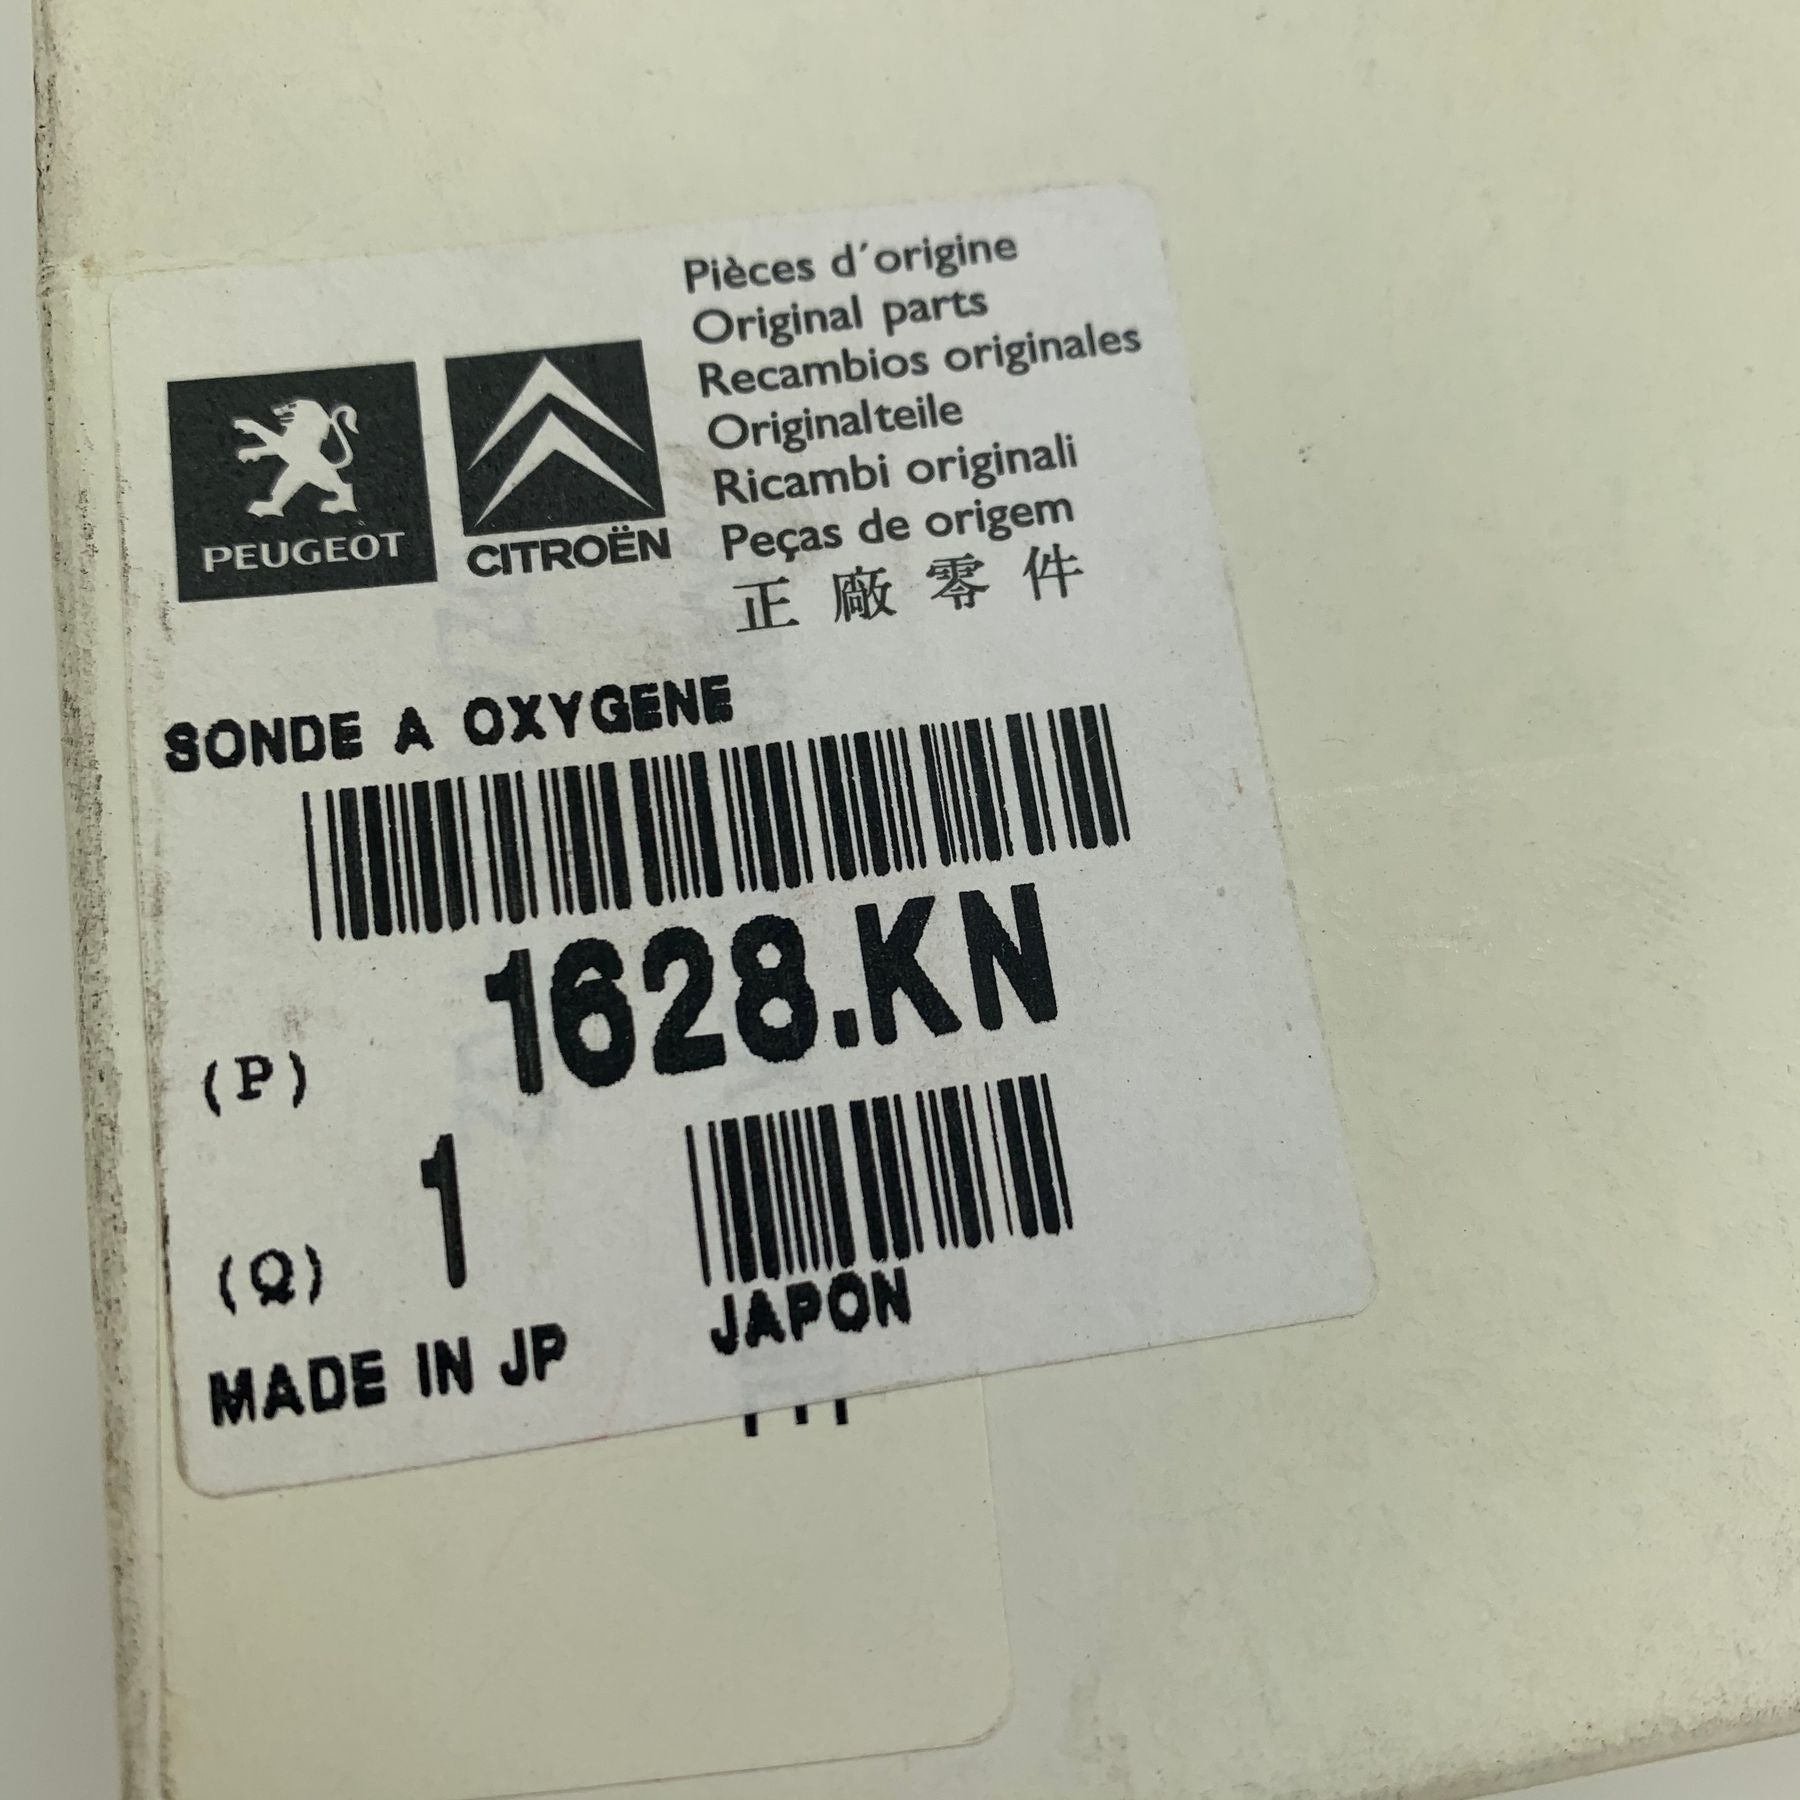 Pièces d´origine
Original parts
Recambios originales
Originalteile
Ricambi originali
Peças de origem
正廠零件
PEUGEOT
CITROËN
SONDE A OXYGENE
(P) 1628.KN
(Q) 1
MADE IN JP JAPON